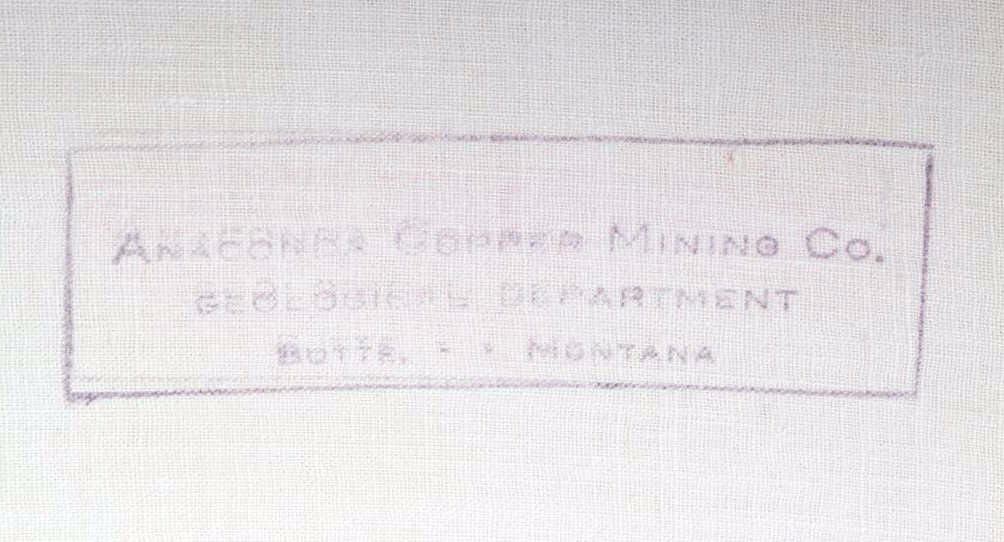 ANACONDA COPPER MINING CO.
GEOLOGICAL DEPARTMENT
BUTTE, - - MONTANA